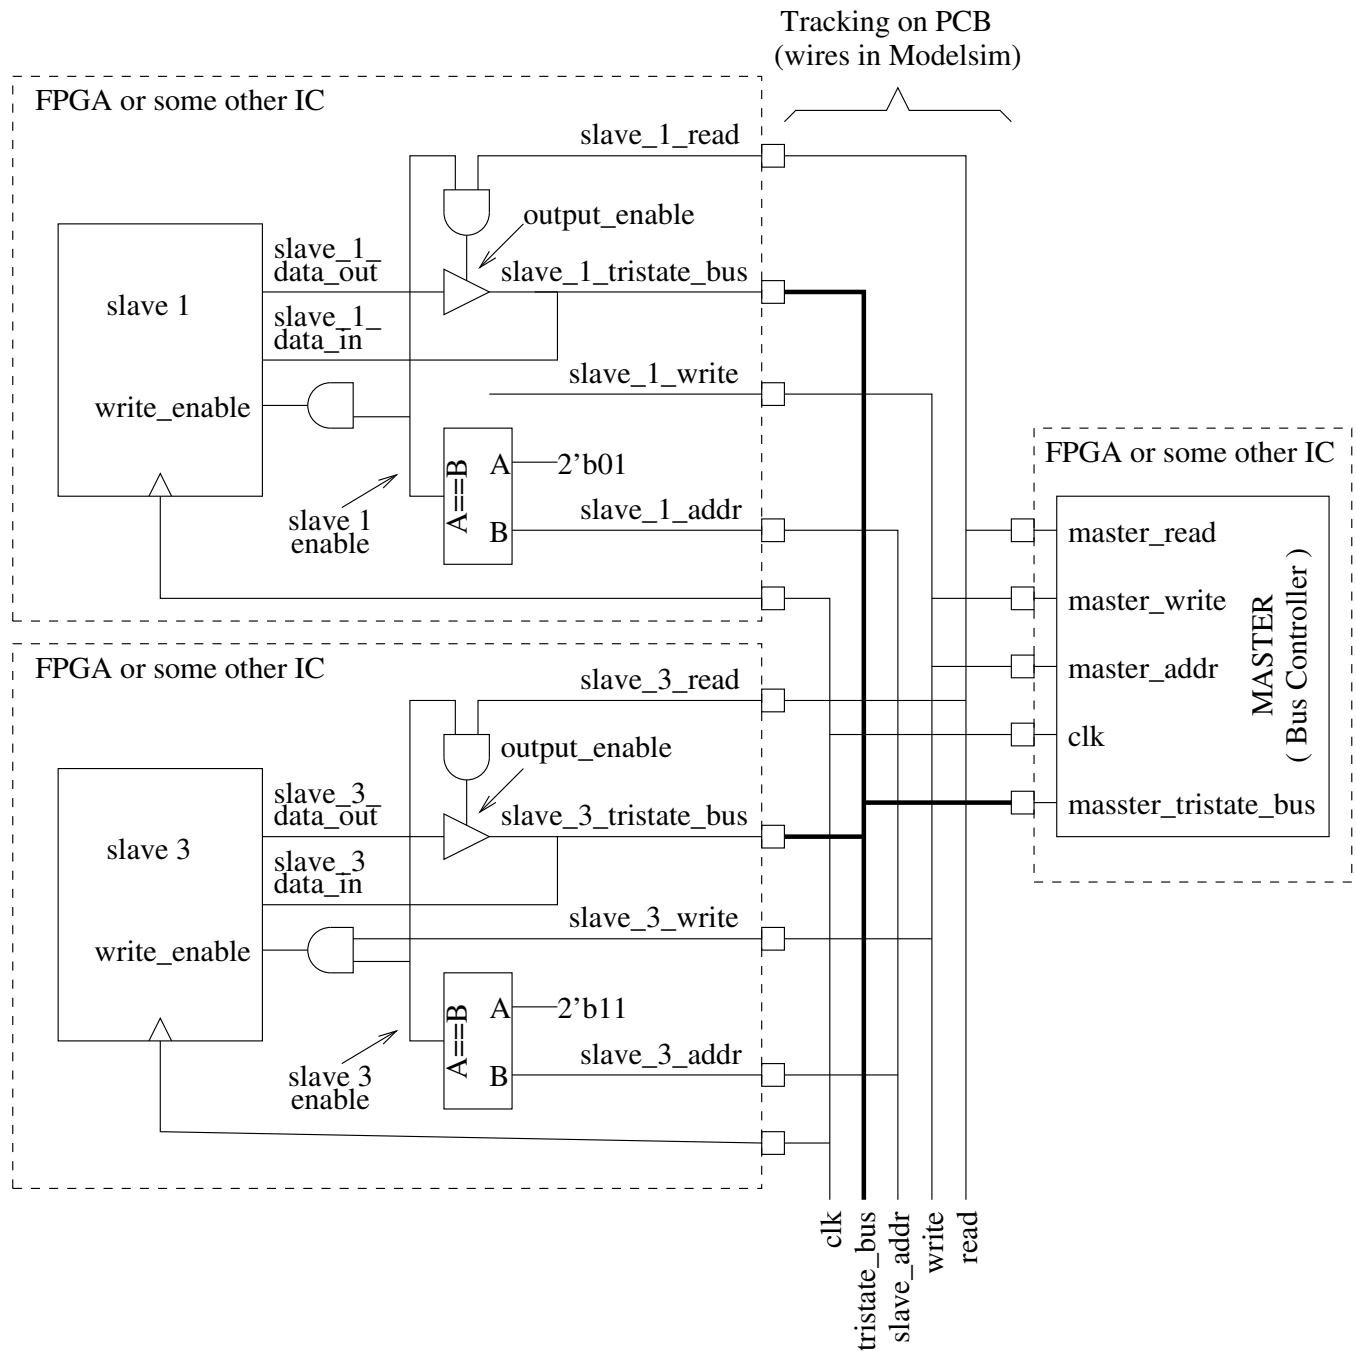 Tracking on PCB
(wires in Modelsim)
FPGA or some other IC
slave_1_read
output_enable
slave_1_
data_out
slave_1_tristate_bus
slave 1
slave_1_
data_in
slave_1_write
write_enable
A==B
A
2'b01
B
slave_1_addr
slave 1
enable
FPGA or some other IC
master_read
master_write
master_addr
clk
masster_tristate_bus
MASTER
( Bus Controller )
FPGA or some other IC
slave_3_read
output_enable
slave_3_
data_out
slave_3_tristate_bus
slave 3
slave_3
data_in
slave_3_write
write_enable
A==B
A
2'b11
B
slave_3_addr
slave 3
enable
clk
tristate_bus
slave_addr
write
read